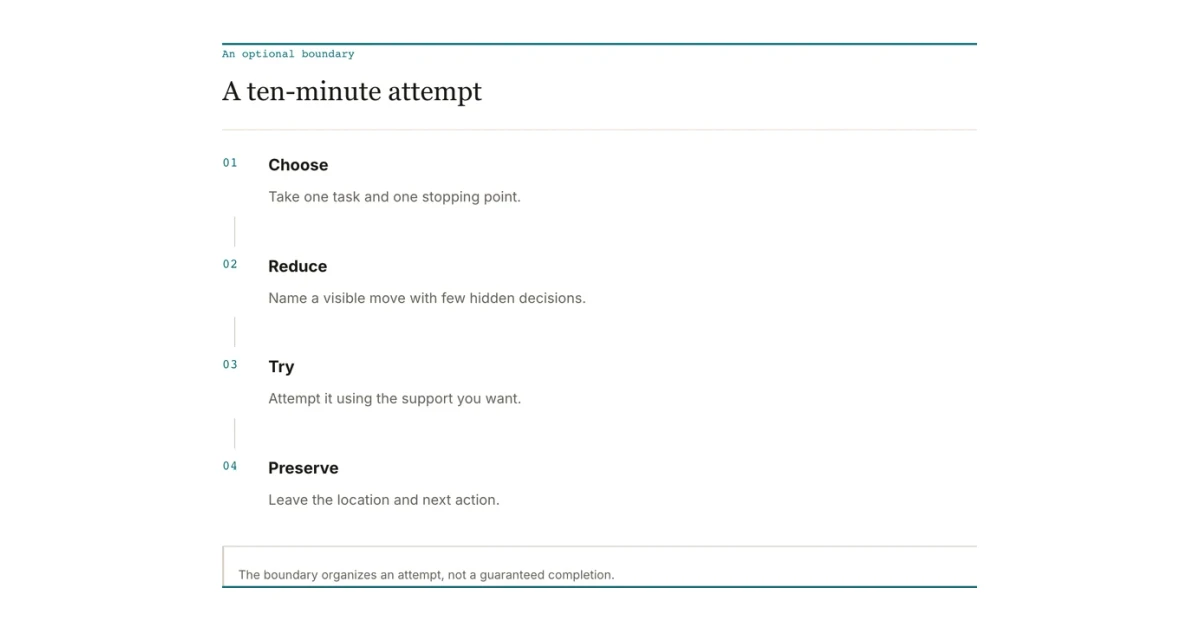 An optional boundary
A ten-minute attempt
01
Choose
Take one task and one stopping point.
02
Reduce
Name a visible move with few hidden decisions.
03
Try
Attempt it using the support you want.
04
Preserve
Leave the location and next action.
The boundary organizes an attempt, not a guaranteed completion.